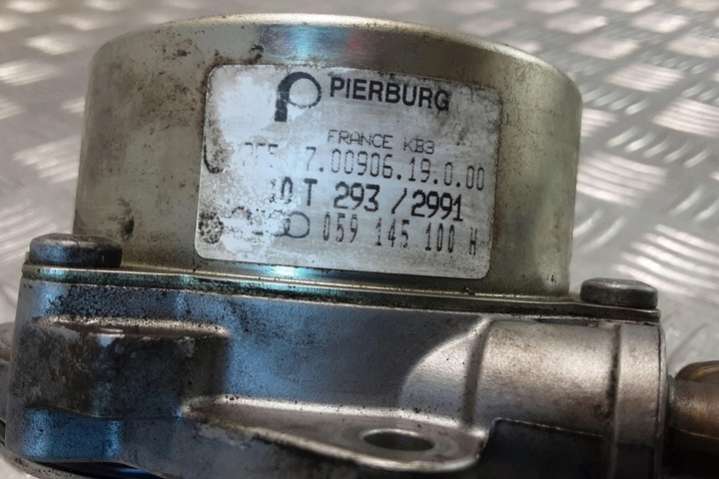 PIERBURG
FRANCE KB3
7.00906.19.0.00
T 293 / 2991
059 145 100 H